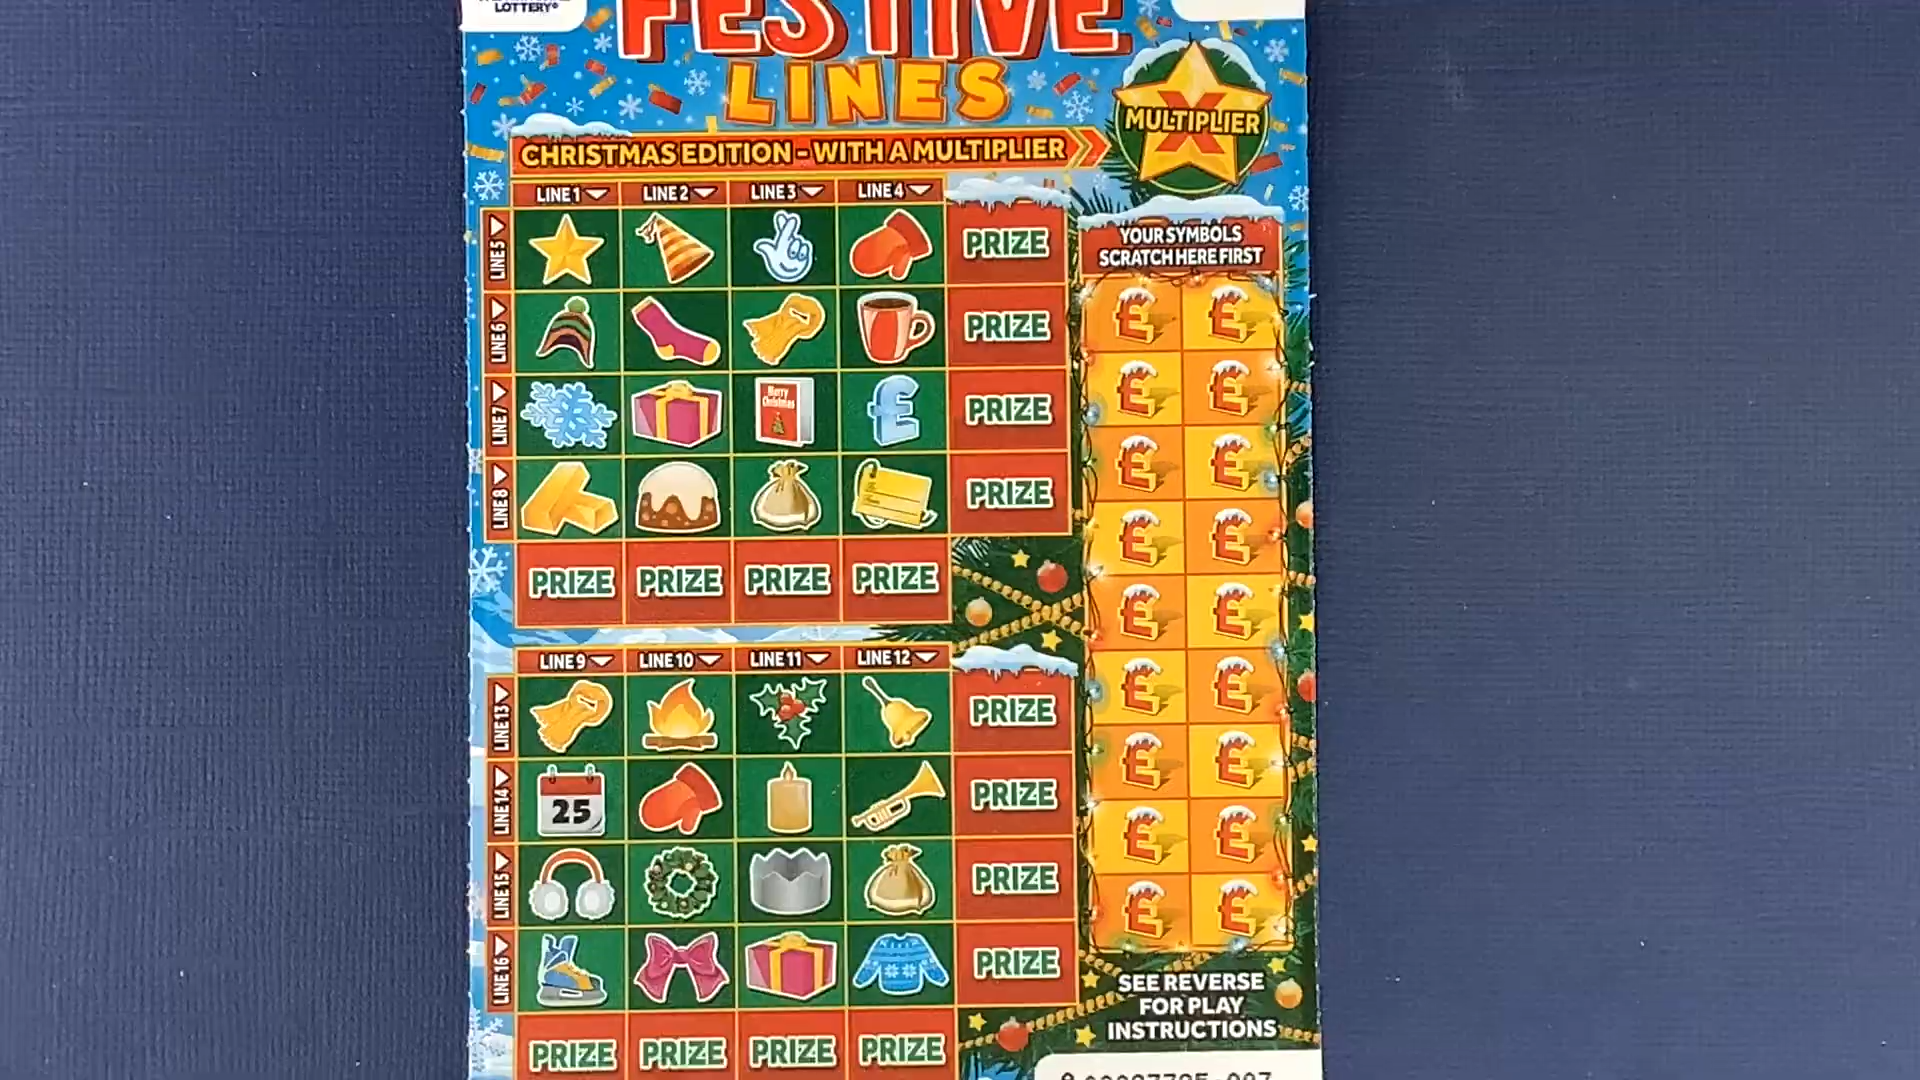 LOTTERY®
FESTIVE
LINES
X
MULTIPLIER
CHRISTMAS EDITION - WITH A MULTIPLIER
LINE 1 LINE 2 LINE 3 LINE 4
LINE 5 PRIZE
LINE 6 PRIZE
LINE 7 Merry Christmas £ PRIZE
LINE 8 PRIZE
PRIZE PRIZE PRIZE PRIZE
YOUR SYMBOLS
SCRATCH HERE FIRST
£ £
£ £
£ £
£ £
£ £
£ £
£ £
£ £
£ £
LINE 9 LINE 10 LINE 11 LINE 12
LINE 13 PRIZE
LINE 14 25 PRIZE
LINE 15 PRIZE
LINE 16 PRIZE
PRIZE PRIZE PRIZE PRIZE
SEE REVERSE
FOR PLAY
INSTRUCTIONS